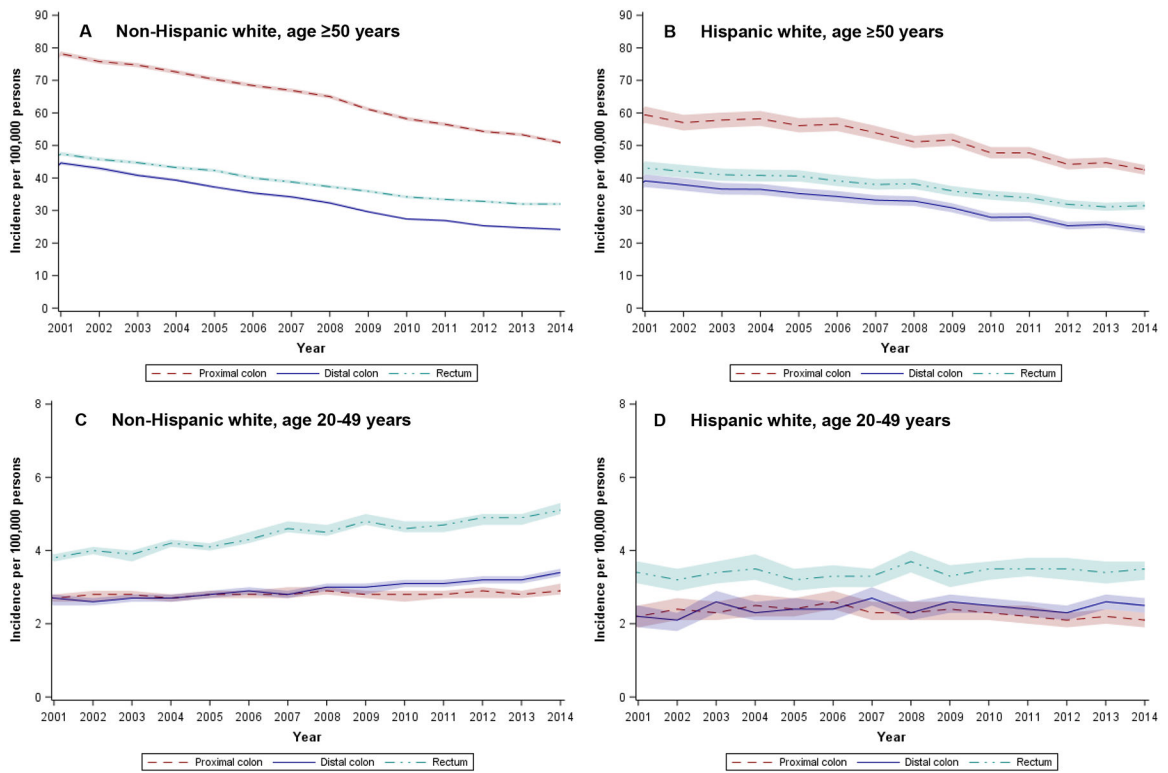 A Non-Hispanic white, age ≥50 years
90
80
70
60
50
40
30
20
10
0
Incidence per 100,000 persons
2001 2002 2003 2004 2005 2006 2007 2008 2009 2010 2011 2012 2013 2014
Year
Proximal colon Distal colon Rectum
B Hispanic white, age ≥50 years
90
80
70
60
50
40
30
20
10
0
Incidence per 100,000 persons
2001 2002 2003 2004 2005 2006 2007 2008 2009 2010 2011 2012 2013 2014
Year
Proximal colon Distal colon Rectum
C Non-Hispanic white, age 20-49 years
8
6
4
2
0
Incidence per 100,000 persons
2001 2002 2003 2004 2005 2006 2007 2008 2009 2010 2011 2012 2013 2014
Year
Proximal colon Distal colon Rectum
D Hispanic white, age 20-49 years
8
6
4
2
0
Incidence per 100,000 persons
2001 2002 2003 2004 2005 2006 2007 2008 2009 2010 2011 2012 2013 2014
Year
Proximal colon Distal colon Rectum